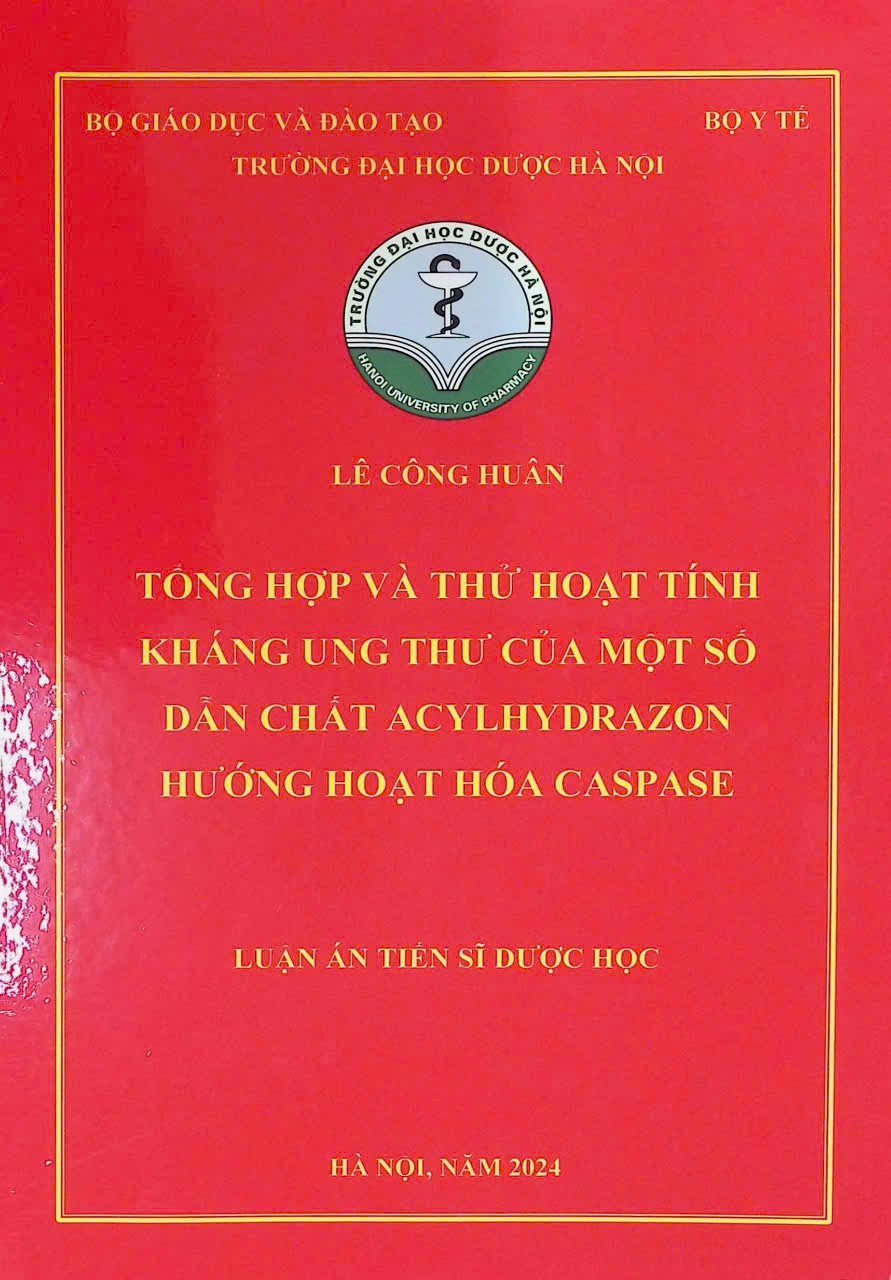 BỘ GIÁO DỤC VÀ ĐÀO TẠO BỘ Y TẾ
TRƯỜNG ĐẠI HỌC DƯỢC HÀ NỘI
TRƯỜNG ĐẠI HỌC DƯỢC HÀ NỘI
HANOI UNIVERSITY OF PHARMACY
LÊ CÔNG HUÂN
TỔNG HỢP VÀ THỬ HOẠT TÍNH
KHÁNG UNG THƯ CỦA MỘT SỐ
DẪN CHẤT ACYLHYDRAZON
HƯỚNG HOẠT HÓA CASPASE
LUẬN ÁN TIẾN SĨ DƯỢC HỌC
HÀ NỘI, NĂM 2024